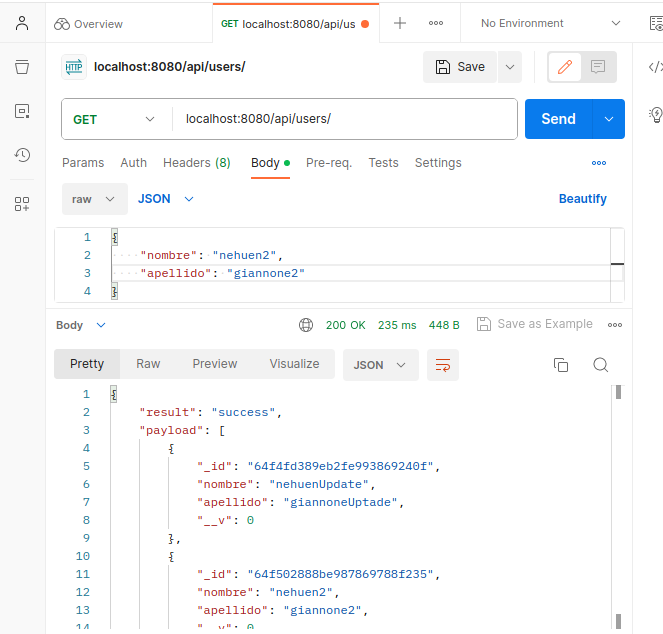 Overview
GET localhost:8080/api/us
No Environment
HTTP localhost:8080/api/users/
Save
GET
localhost:8080/api/users/
Send
Params Auth Headers (8) Body Pre-req. Tests Settings
raw JSON Beautify
1 {
2 "nombre": "nehuen2",
3 "apellido": "giannone2"
4 }
Body 200 OK 235 ms 448 B Save as Example
Pretty Raw Preview Visualize JSON
1 {
2 "result": "success",
3 "payload": [
4 {
5 "_id": "64f4fd389eb2fe993869240f",
6 "nombre": "nehuenUpdate",
7 "apellido": "giannoneUptade",
8 "__v": 0
9 },
10 {
11 "_id": "64f502888be987869788f235",
12 "nombre": "nehuen2",
13 "apellido": "giannone2",
14 "__v": 0